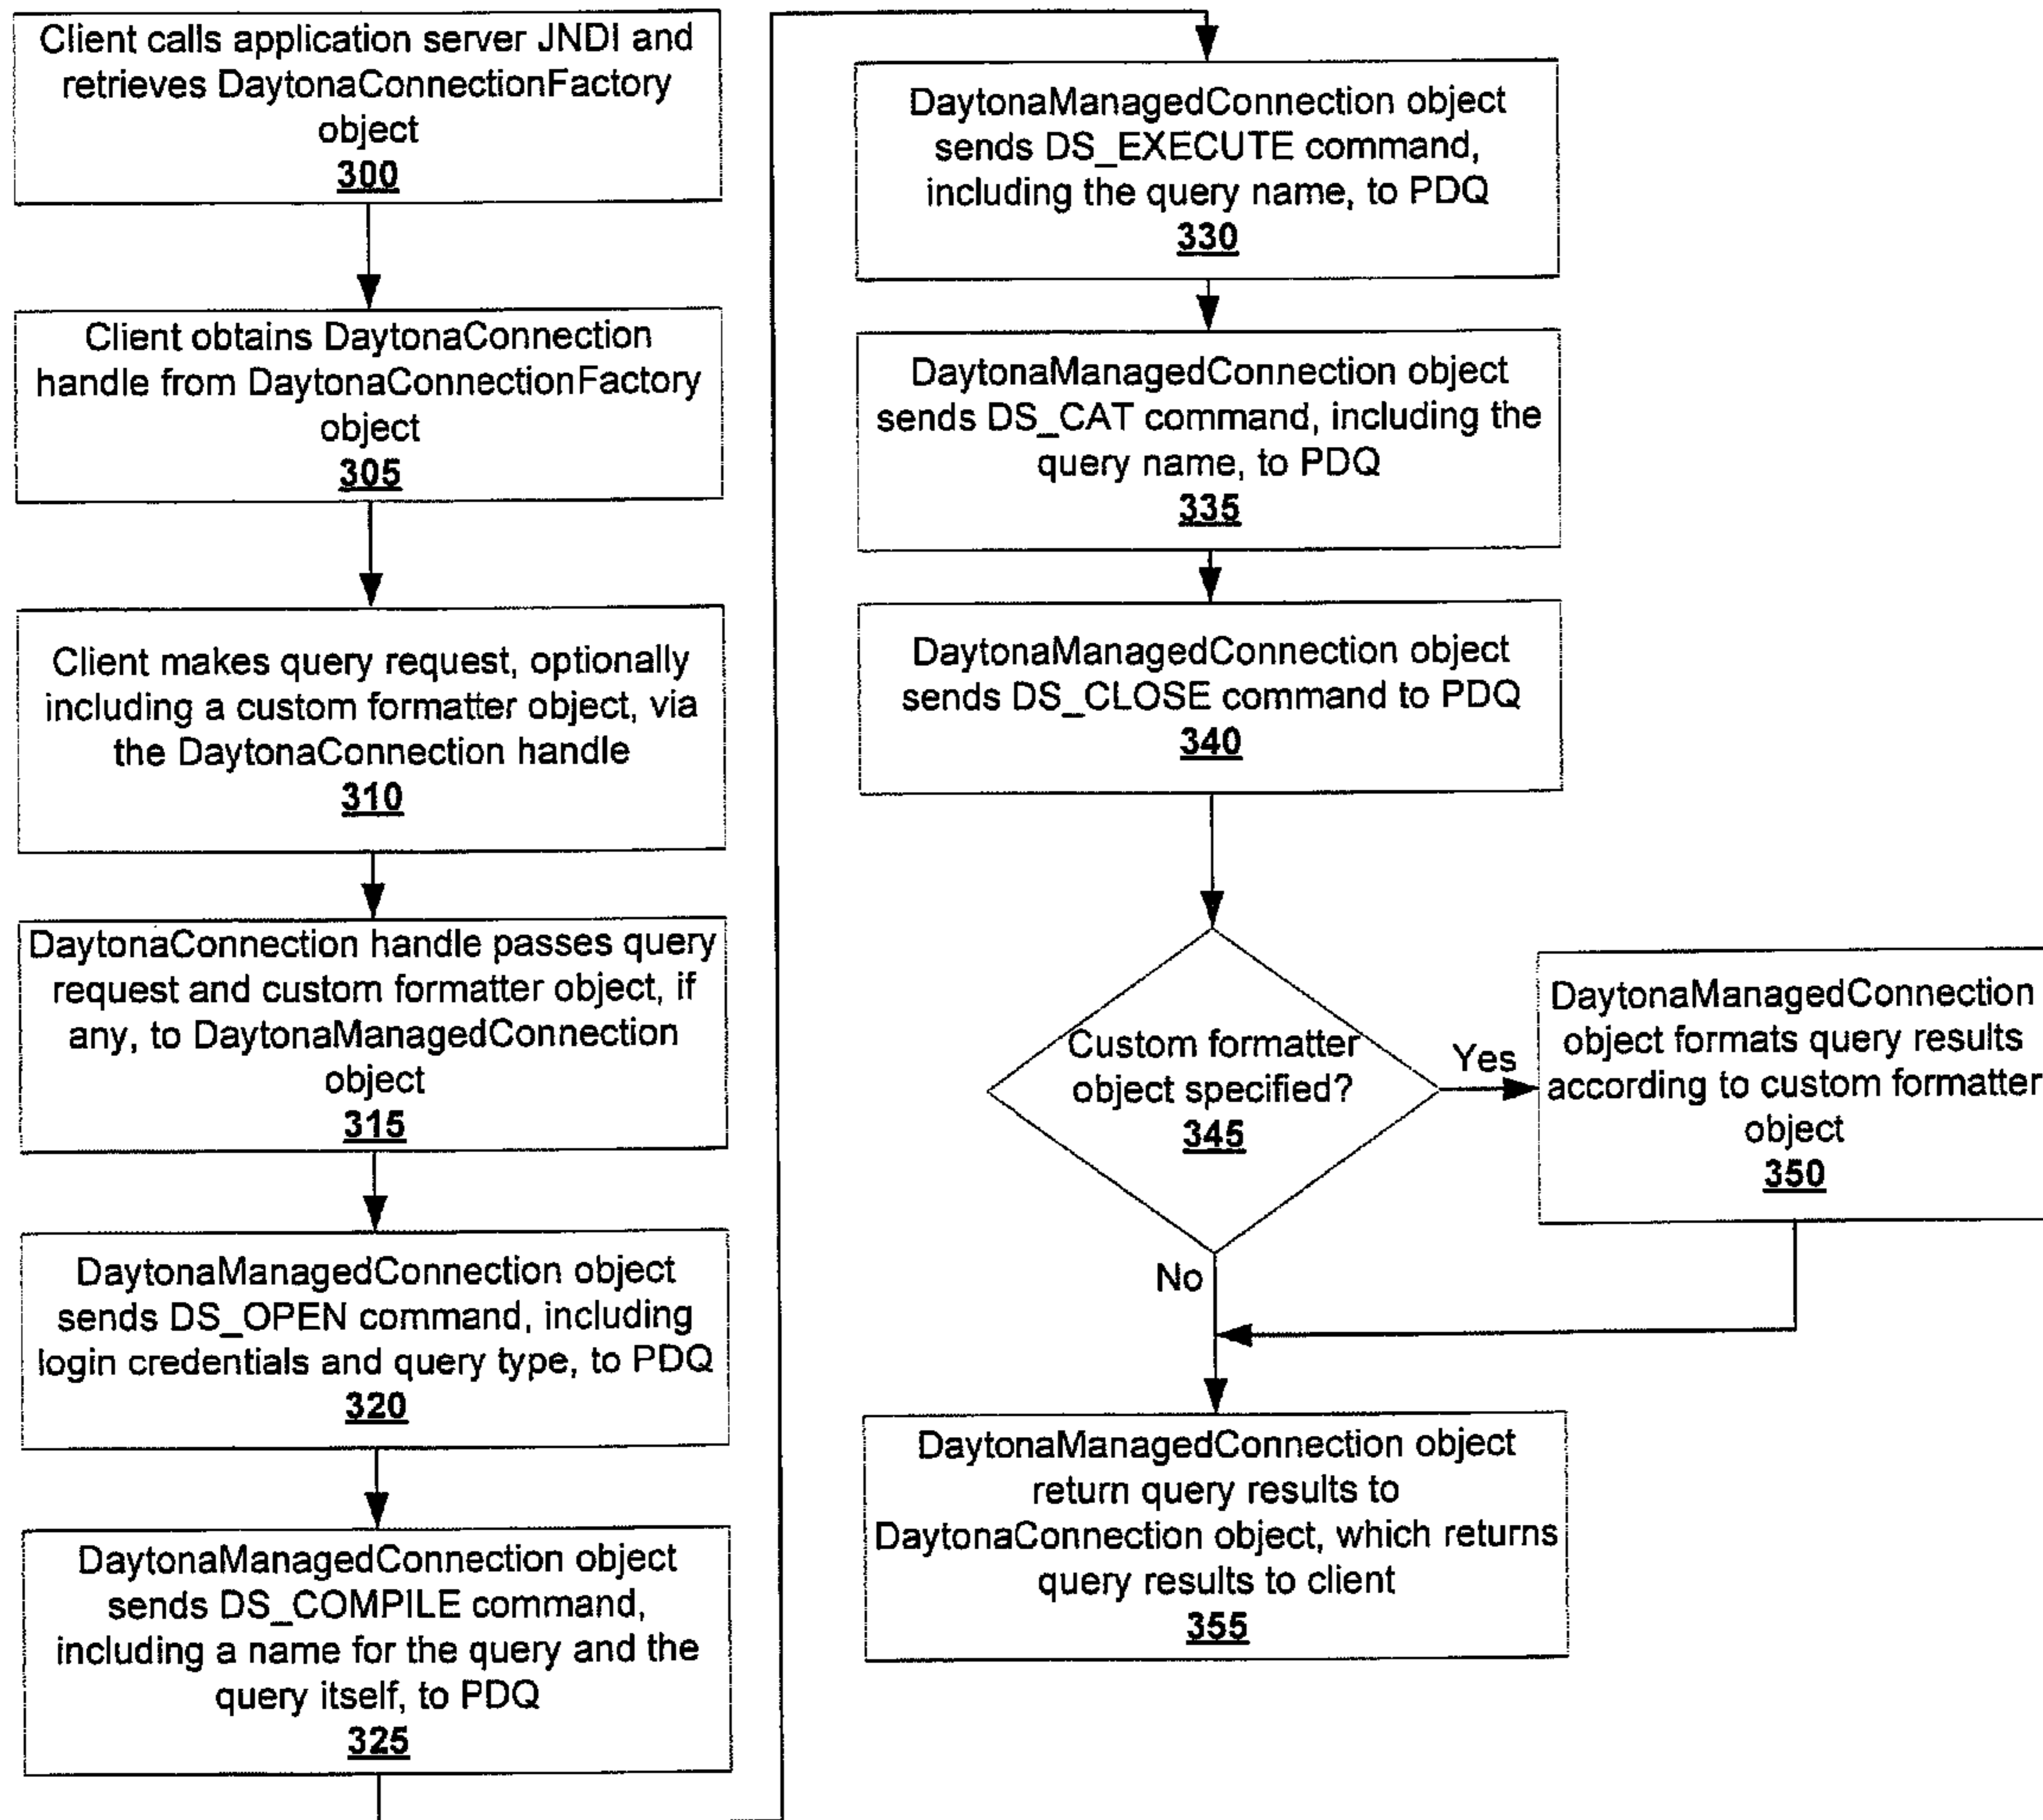 Client calls application server JNDI and
retrieves DaytonaConnectionFactory
object
300
Client obtains DaytonaConnection
handle from DaytonaConnectionFactory
object
305
Client makes query request, optionally
including a custom formatter object, via
the DaytonaConnection handle
310
DaytonaConnection handle passes query
request and custom formatter object, if
any, to DaytonaManagedConnection
object
315
DaytonaManagedConnection object
sends DS_OPEN command, including
login credentials and query type, to PDQ
320
DaytonaManagedConnection object
sends DS_COMPILE command,
including a name for the query and the
query itself, to PDQ
325
DaytonaManagedConnection object
sends DS_EXECUTE command,
including the query name, to PDQ
330
DaytonaManagedConnection object
sends DS_CAT command, including the
query name, to PDQ
335
DaytonaManagedConnection object
sends DS_CLOSE command to PDQ
340
Custom formatter
object specified?
345
Yes
DaytonaManagedConnection
object formats query results
according to custom formatter
object
350
No
DaytonaManagedConnection object
return query results to
DaytonaConnection object, which returns
query results to client
355